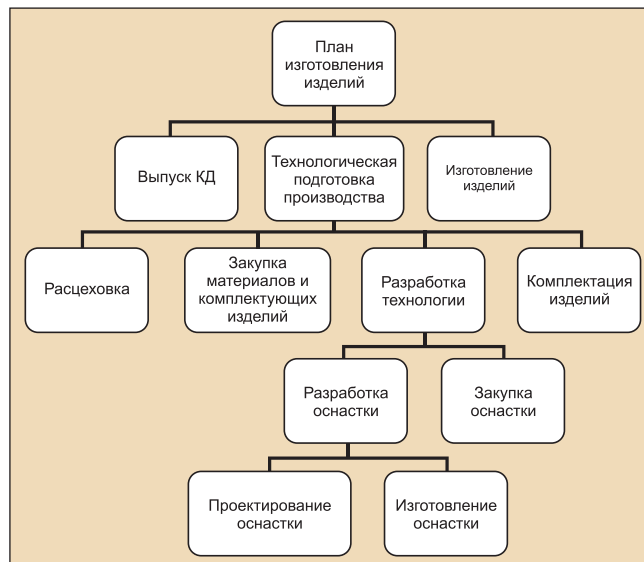 План
изготовления
изделий
Выпуск КД
Технологическая
подготовка
производства
Изготовление
изделий
Расцеховка
Закупка
материалов и
комплектующих
изделий
Разработка
технологии
Комплектация
изделий
Разработка
оснастки
Закупка
оснастки
Проектирование
оснастки
Изготовление
оснастки